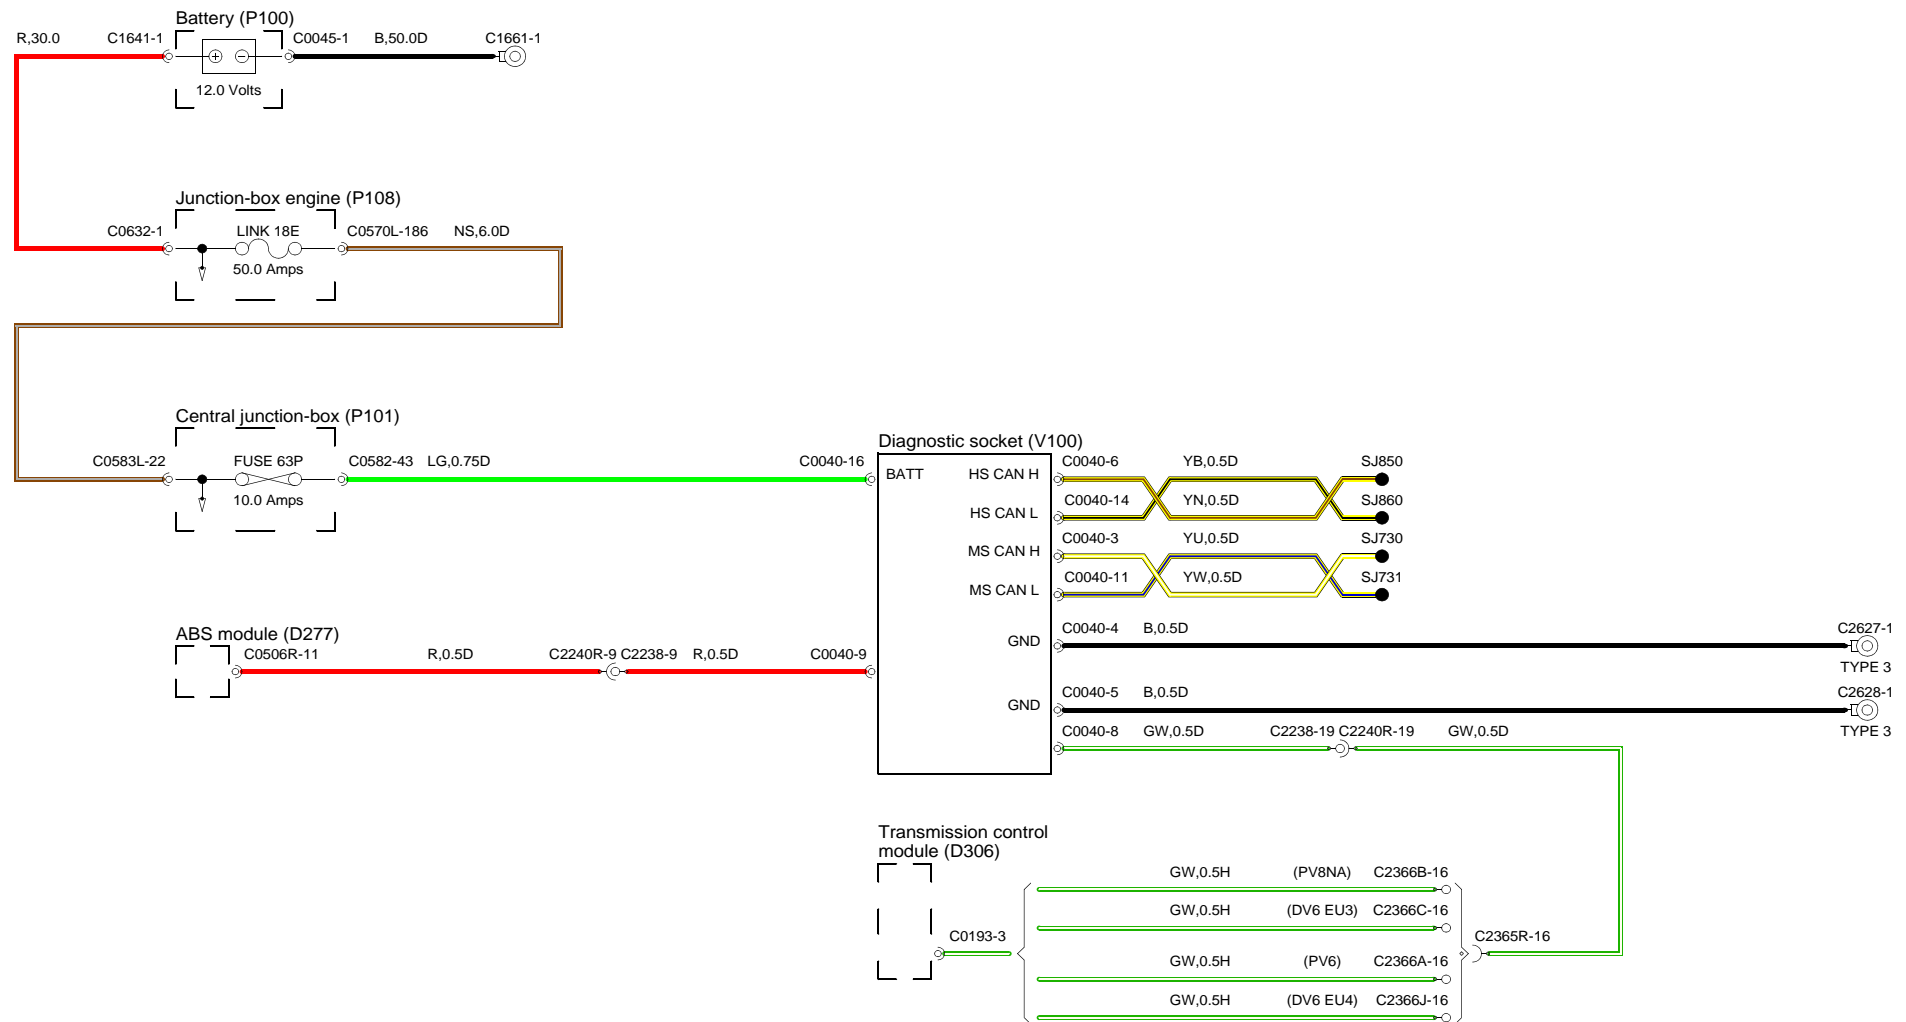 Battery (P100)
R,30.0 C1641-1 C0045-1 B,50.0D C1661-1
12.0 Volts
Junction-box engine (P108)
C0632-1 LINK 18E C0570L-186 NS,6.0D
50.0 Amps
Central junction-box (P101)
C0583L-22 FUSE 63P C0582-43 LG,0.75D C0040-16
10.0 Amps
Diagnostic socket (V100)
BATT HS CAN H C0040-6 YB,0.5D SJ850
HS CAN L C0040-14 YN,0.5D SJ860
MS CAN H C0040-3 YU,0.5D SJ730
MS CAN L C0040-11 YW,0.5D SJ731
ABS module (D277)
C0506R-11 R,0.5D C2240R-9 C2238-9 R,0.5D C0040-9
GND C0040-4 B,0.5D C2627-1
TYPE 3
GND C0040-5 B,0.5D C2628-1
TYPE 3
C0040-8 GW,0.5D C2238-19 C2240R-19 GW,0.5D
Transmission control
module (D306)
GW,0.5H (PV8NA) C2366B-16
GW,0.5H (DV6 EU3) C2366C-16
C0193-3 C2365R-16
GW,0.5H (PV6) C2366A-16
GW,0.5H (DV6 EU4) C2366J-16